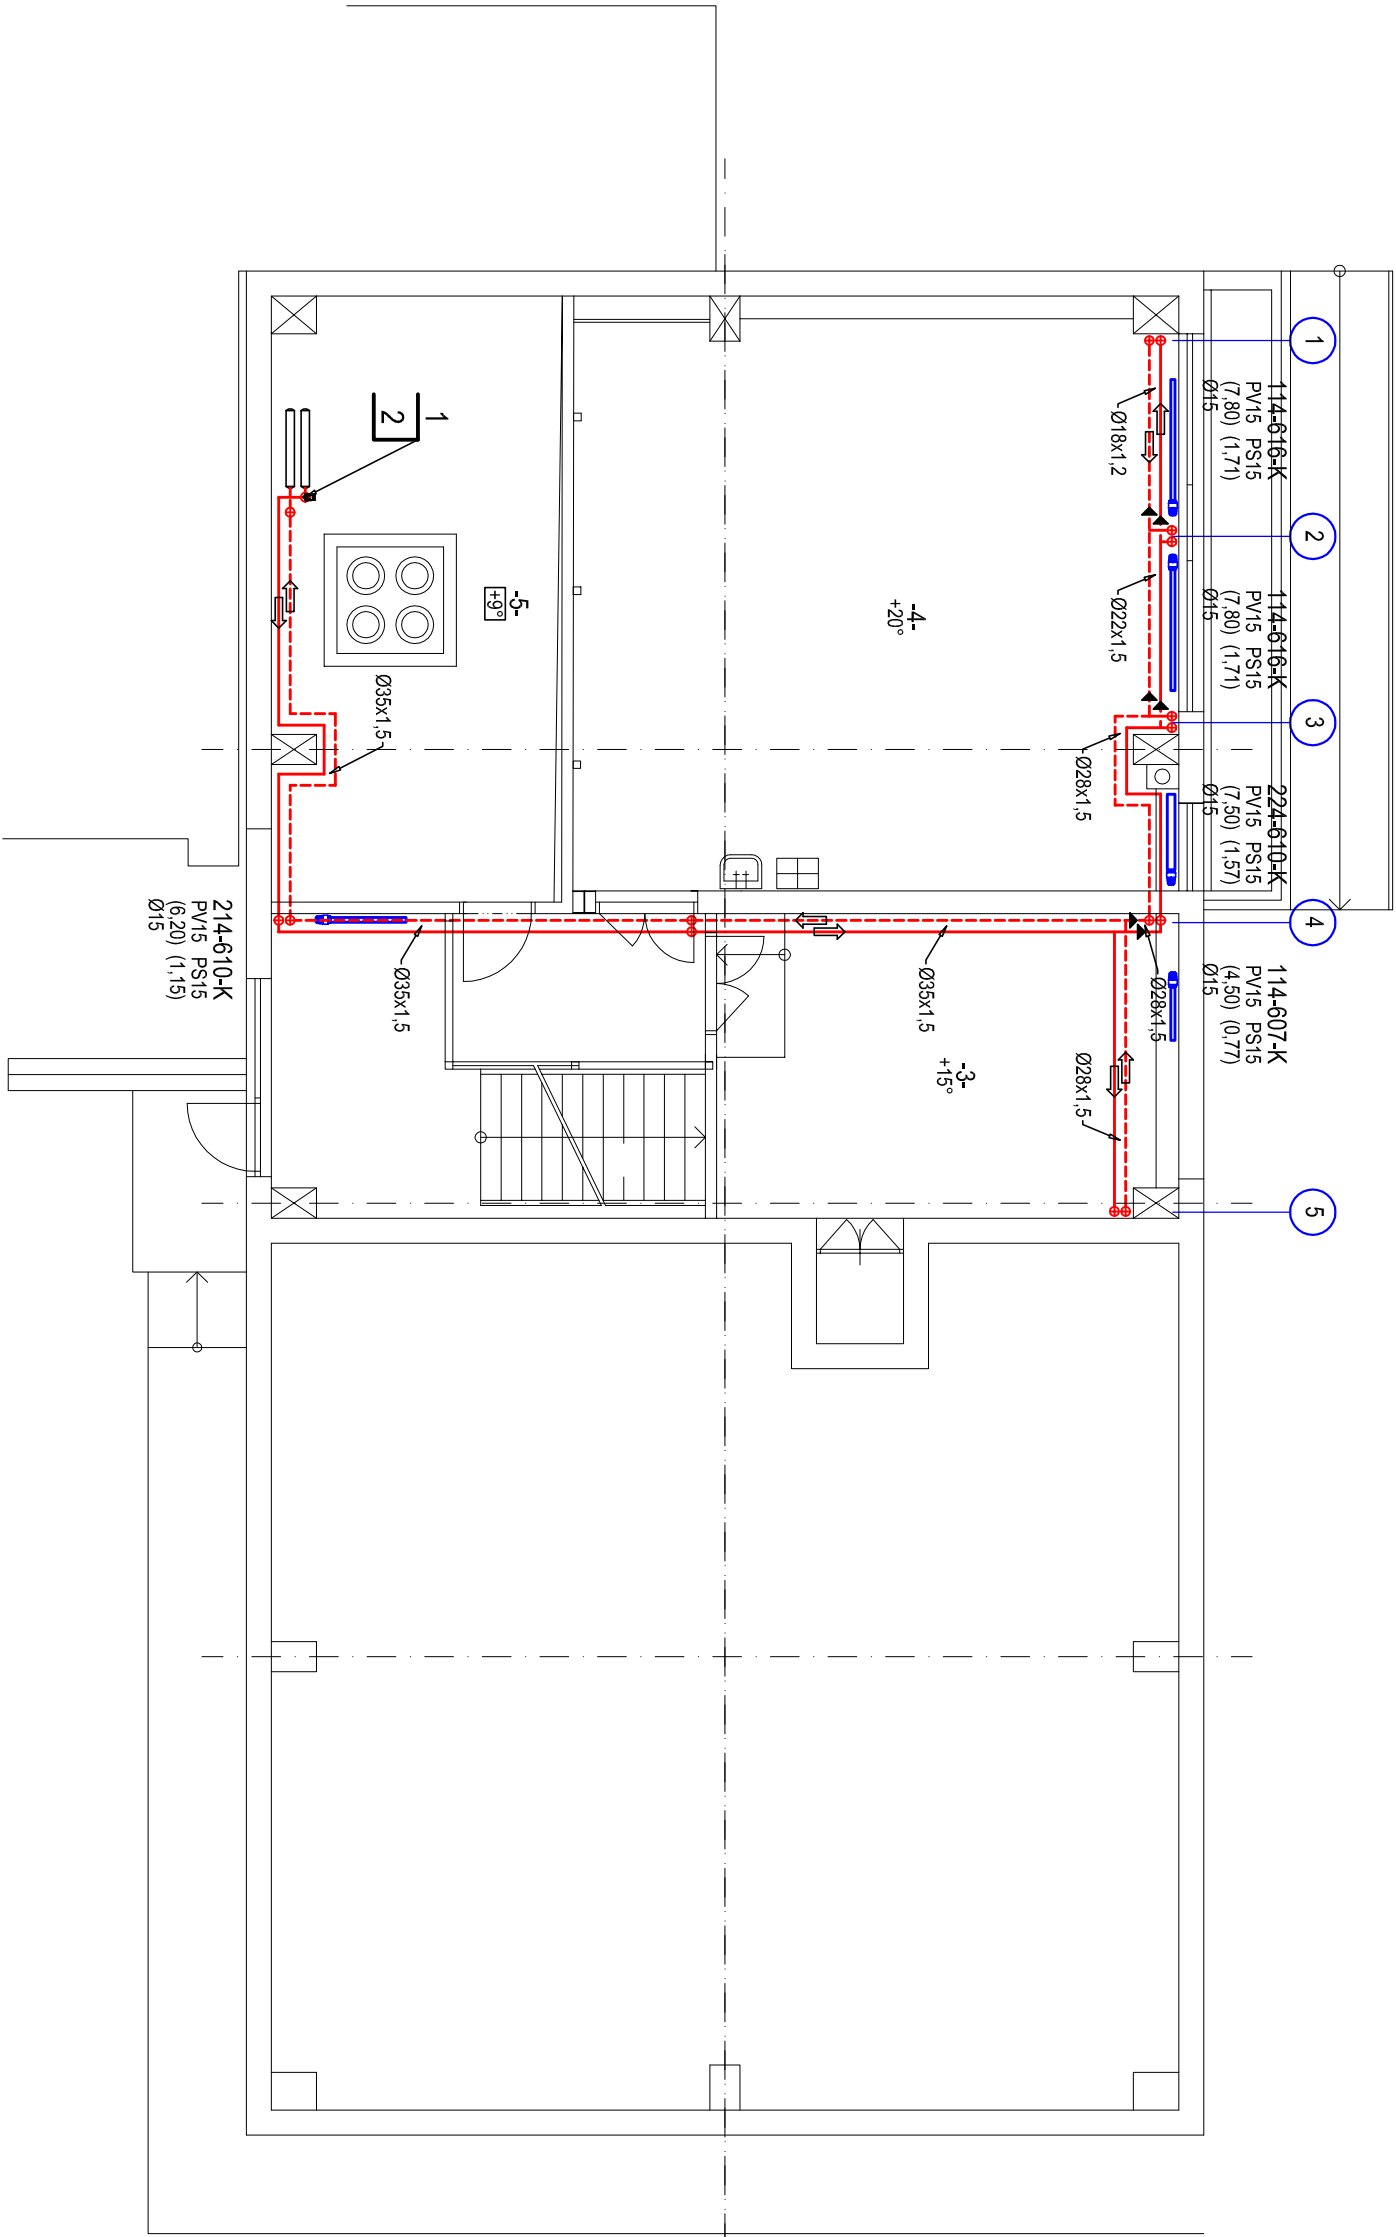 1
114-616-K
PV15 PS15
(7,80) (1,71)
Ø15
2
114-616-K
PV15 PS15
(7,80) (1,71)
Ø15
3
224-610-K
PV15 PS15
(7,50) (1,57)
Ø15
4
114-607-K
PV15 PS15
(4,50) (0,77)
Ø15
5
Ø18x1,2
Ø22x1,5
Ø28x1,5
Ø28x1,5
Ø28x1,5
-4-
+20°
-3-
+15°
Ø35x1,5
-5-
+9°
1
2
Ø35x1,5
Ø35x1,5
214-610-K
PV15 PS15
(6,20) (1,15)
Ø15